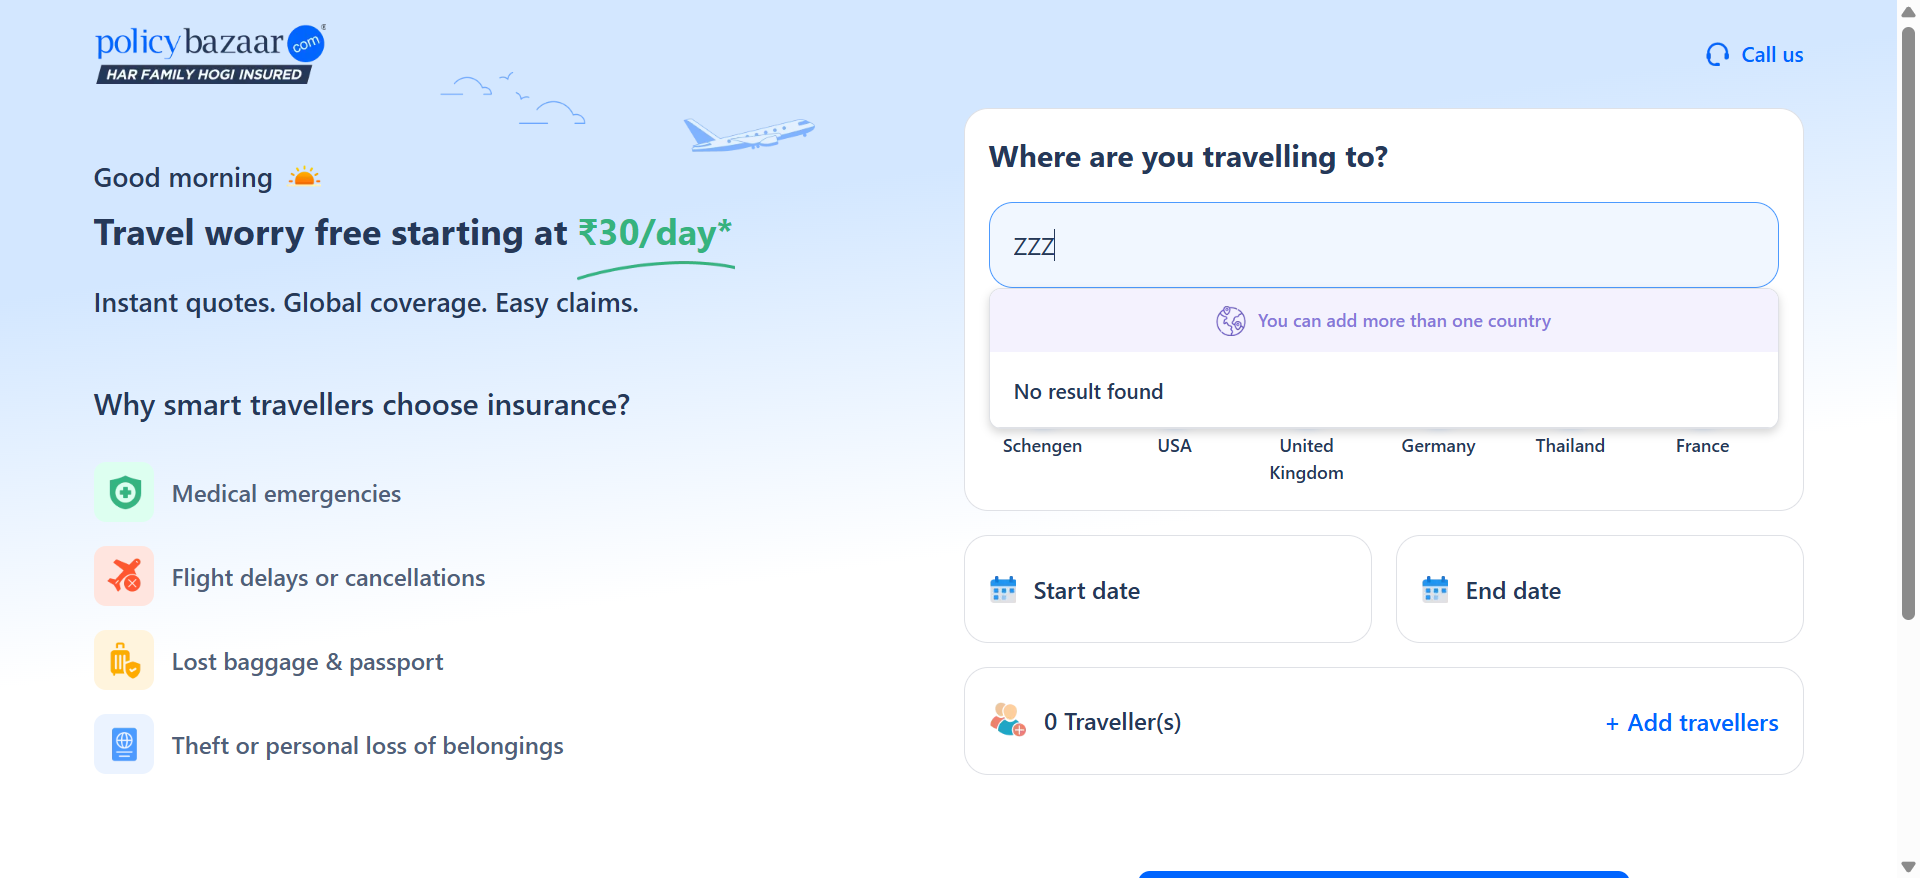 policybazaar com
HAR FAMILY HOGI INSURED
Call us
Good morning
Travel worry free starting at ₹30/day*
Instant quotes. Global coverage. Easy claims.
Why smart travellers choose insurance?
Medical emergencies
Flight delays or cancellations
Lost baggage & passport
Theft or personal loss of belongings
Where are you travelling to?
ZZZ
You can add more than one country
No result found
Schengen USA United Kingdom Germany Thailand France
Start date
End date
0 Traveller(s)
+ Add travellers